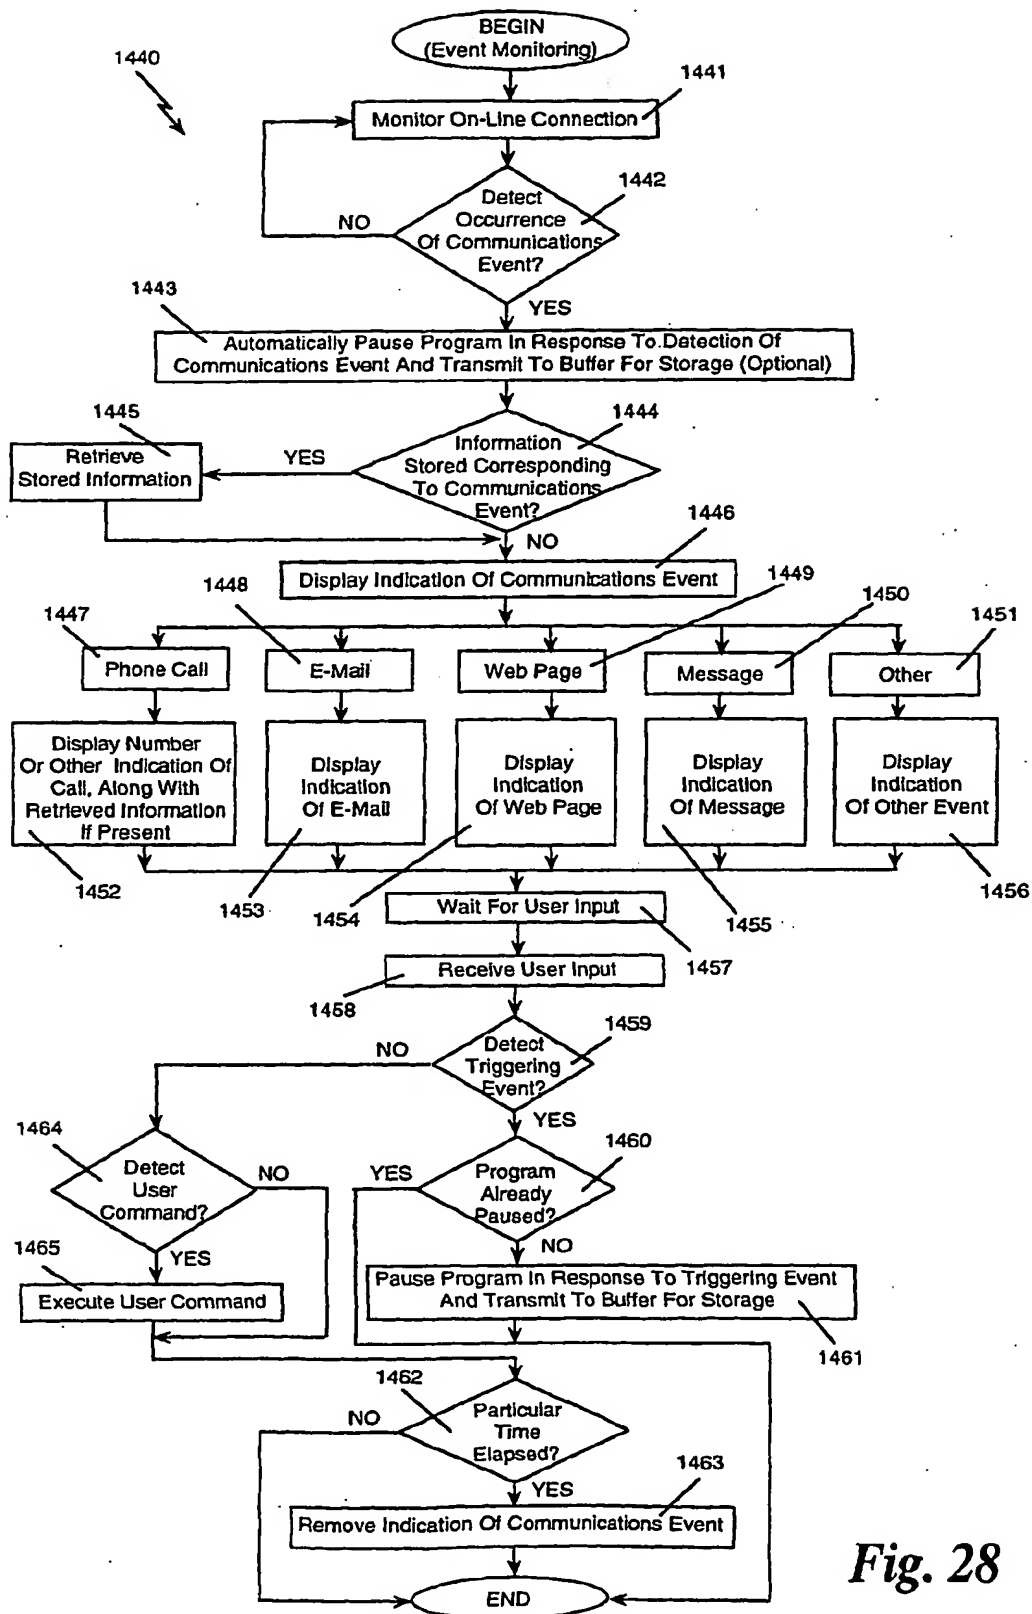 BEGIN
(Event Monitoring)
1440
1441
Monitor On-Line Connection
1442
Detect
Occurrence
Of Communications
Event?
NO
YES
1443
Automatically Pause Program In Response To Detection Of
Communications Event And Transmit To Buffer For Storage (Optional)
1445
1444
Retrieve
Stored Information
YES
Information
Stored Corresponding
To Communications
Event?
NO
1446
Display Indication Of Communications Event
1447
1448
1449
1450
1451
Phone Call
E-Mail
Web Page
Message
Other
Display Number
Or Other Indication Of
Call, Along With
Retrieved Information
If Present
Display
Indication
Of E-Mail
Display
Indication
Of Web Page
Display
Indication
Of Message
Display
Indication
Of Other Event
1452
1453
1454
1455
1456
Wait For User Input
1457
Receive User Input
1458
1459
Detect
Triggering
Event?
NO
YES
1464
Detect
User
Command?
NO
YES
1460
Program
Already
Paused?
YES
NO
1465
Execute User Command
Pause Program In Response To Triggering Event
And Transmit To Buffer For Storage
1461
1462
Particular
Time
Elapsed?
NO
YES
1463
Remove Indication Of Communications Event
END
Fig. 28